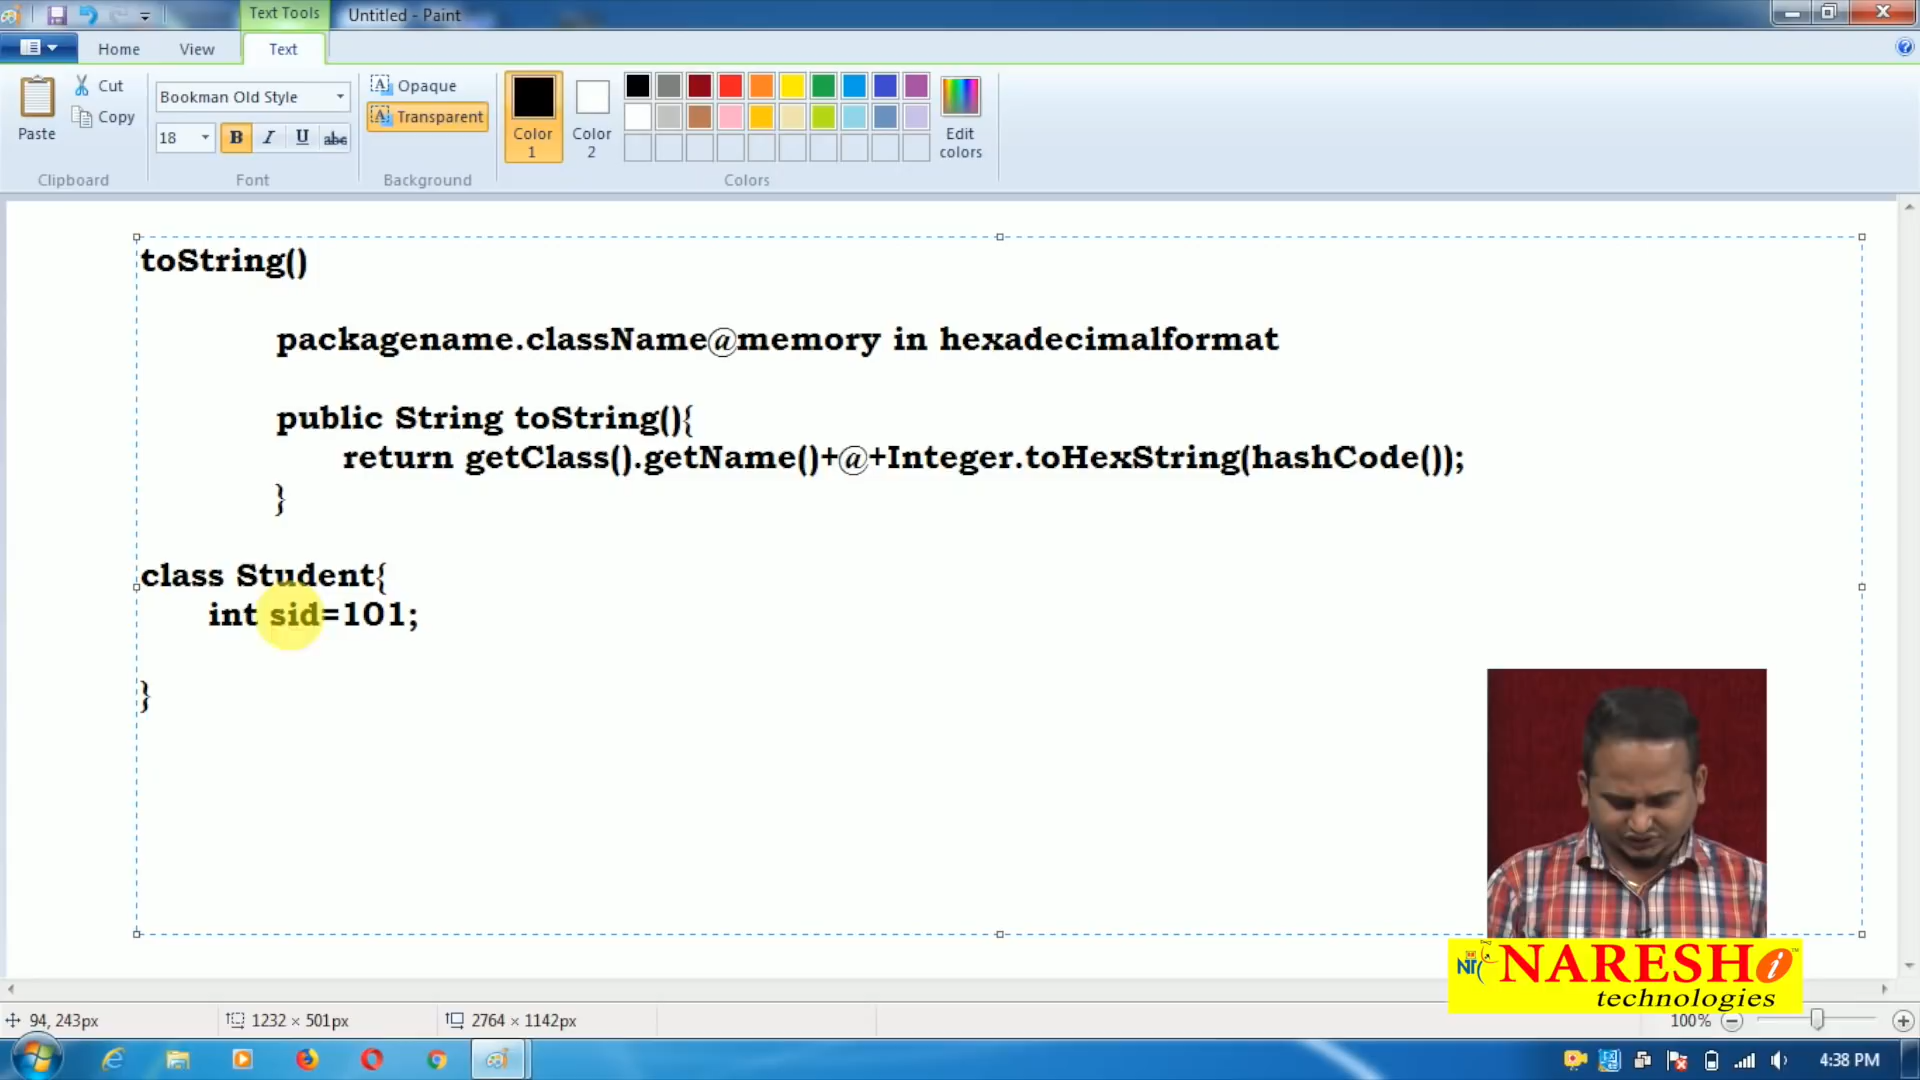 Text Tools
Untitled - Paint
Home
View
Text
Paste
Cut
Copy
Clipboard
Bookman Old Style
18
B
I
U
abc
Font
Opaque
Transparent
Background
Color
1
Color
2
Edit
colors
Colors
toString()
packagename.className@memory in hexadecimalformat
public String toString(){
return getClass().getName()+@+Integer.toHexString(hashCode());
}
class Student{
int sid=101;
}
NARESH i
technologies
94, 243px
1232 × 501px
2764 × 1142px
100%
4:38 PM